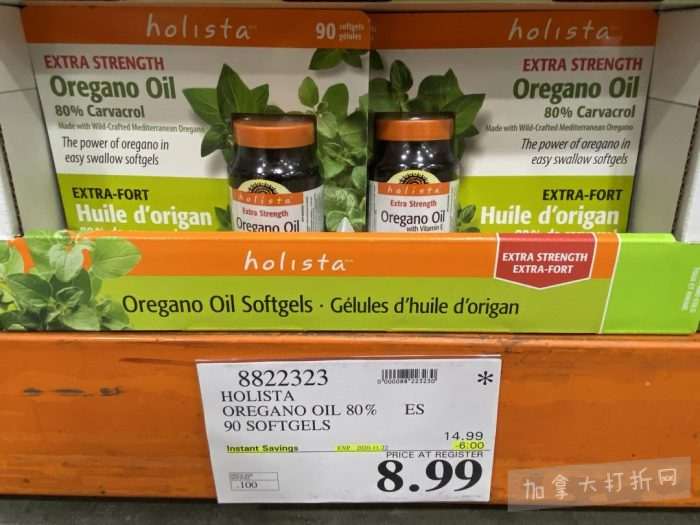 holista
90 softgels
gélules
EXTRA STRENGTH
Oregano Oil
80% Carvacrol
Made with Wild-Crafted Mediterranean Oregano
The power of oregano in
easy swallow softgels
EXTRA-FORT
Huile d'origan
holista
EXTRA STRENGTH
Oregano Oil
80% Carvacrol
Made with Wild-Crafted Mediterranean Oregano
The power of oregano in
easy swallow softgels
EXTRA-FORT
Huile d'origan
holista
Extra Strength
Oregano Oil
holista
Extra Strength
Oregano Oil
with Vitamin E
holista
EXTRA STRENGTH
EXTRA-FORT
Oregano Oil Softgels · Gélules d'huile d'origan
8822323
HOLISTA
OREGANO OIL 80% ES
90 SOFTGELS
*
14.99
Instant Savings
-6.00
PRICE AT REGISTER
8.99
.100
加拿大打折网